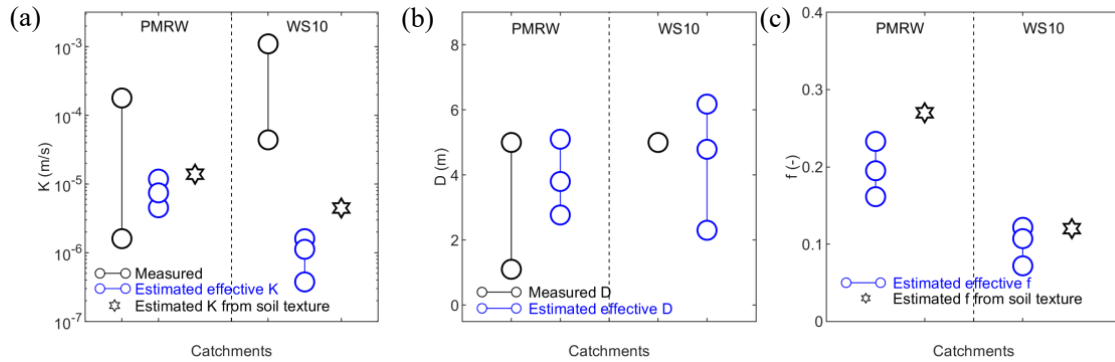 (a)
PMRW WS10
K (m/s)
10^-3
10^-4
10^-5
10^-6
10^-7
Measured
Estimated effective K
Estimated K from soil texture
Catchments
(b)
PMRW WS10
D (m)
8
6
4
2
0
Measured D
Estimated effective D
Catchments
(c)
PMRW WS10
f (-)
0.4
0.3
0.2
0.1
0
Estimated effective f
Estimated f from soil texture
Catchments